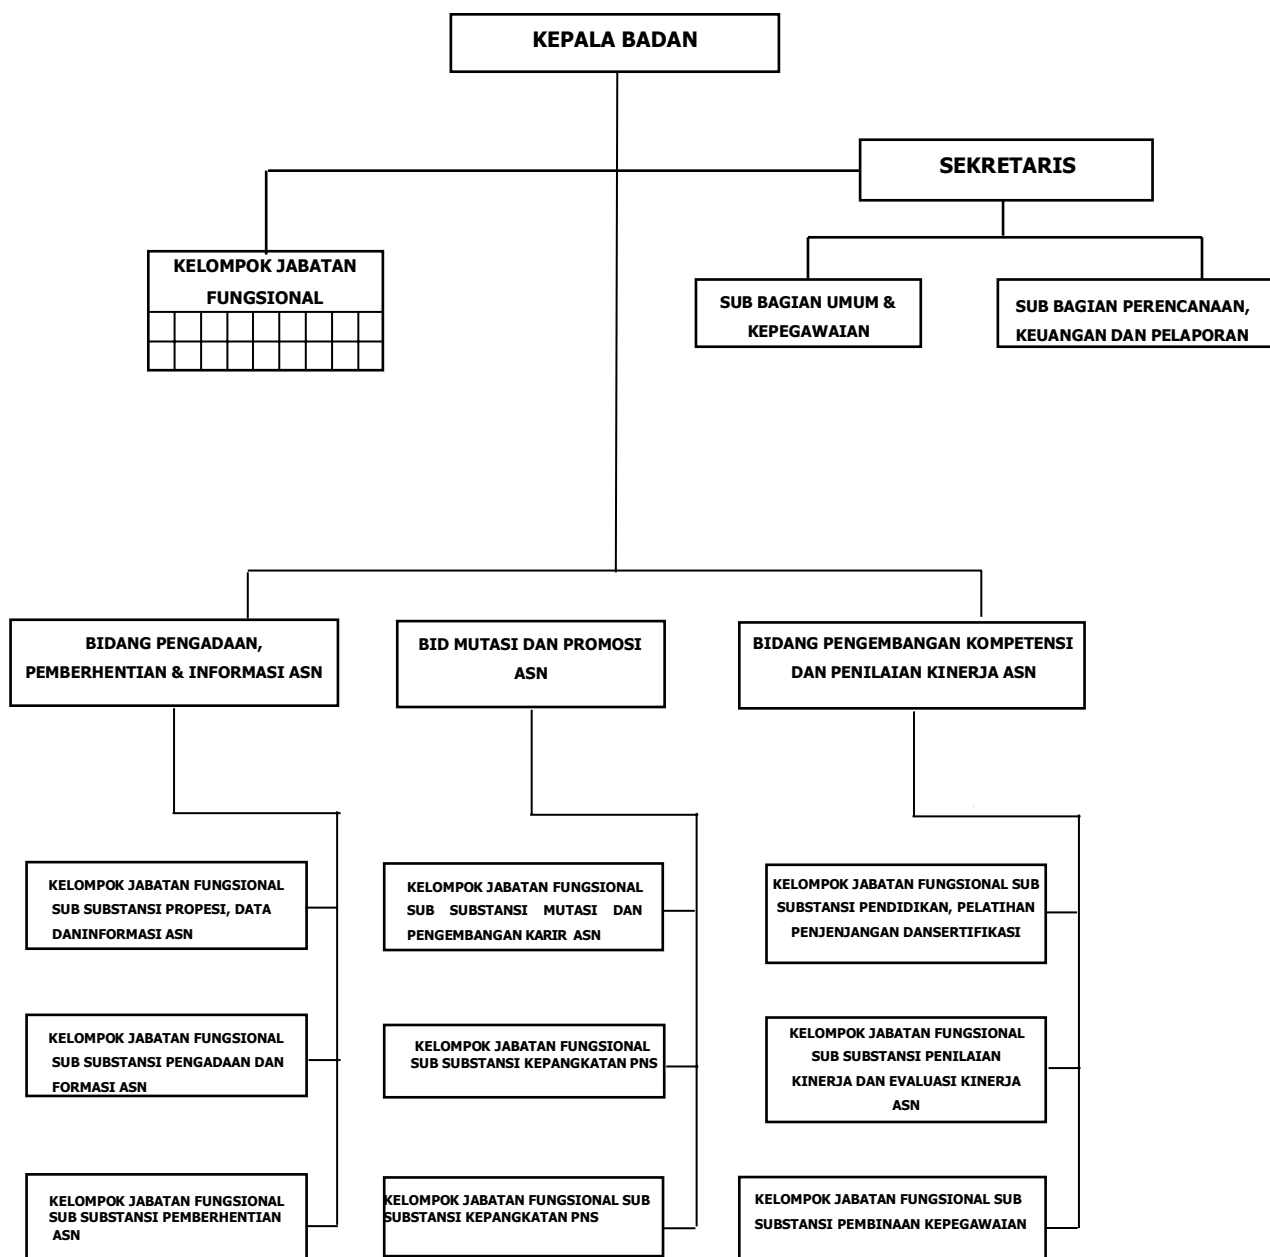 KEPALA BADAN
SEKRETARIS
KELOMPOK JABATAN
FUNGSIONAL
SUB BAGIAN UMUM &
KEPEGAWAIAN
SUB BAGIAN PERENCANAAN,
KEUANGAN DAN PELAPORAN
BIDANG PENGADAAN,
PEMBERHENTIAN & INFORMASI ASN
BID MUTASI DAN PROMOSI
ASN
BIDANG PENGEMBANGAN KOMPETENSI
DAN PENILAIAN KINERJA ASN
KELOMPOK JABATAN FUNGSIONAL
SUB SUBSTANSI PROPESI, DATA
DANINFORMASI ASN
KELOMPOK JABATAN FUNGSIONAL
SUB SUBSTANSI MUTASI DAN
PENGEMBANGAN KARIR ASN
KELOMPOK JABATAN FUNGSIONAL SUB
SUBSTANSI PENDIDIKAN, PELATIHAN
PENJENJANGAN DANSERTIFIKASI
KELOMPOK JABATAN FUNGSIONAL
SUB SUBSTANSI PENGADAAN DAN
FORMASI ASN
KELOMPOK JABATAN FUNGSIONAL
SUB SUBSTANSI KEPANGKATAN PNS
KELOMPOK JABATAN FUNGSIONAL
SUB SUBSTANSI PENILAIAN
KINERJA DAN EVALUASI KINERJA
ASN
KELOMPOK JABATAN FUNGSIONAL
SUB SUBSTANSI PEMBERHENTIAN
ASN
KELOMPOK JABATAN FUNGSIONAL SUB
SUBSTANSI KEPANGKATAN PNS
KELOMPOK JABATAN FUNGSIONAL SUB
SUBSTANSI PEMBINAAN KEPEGAWAIAN